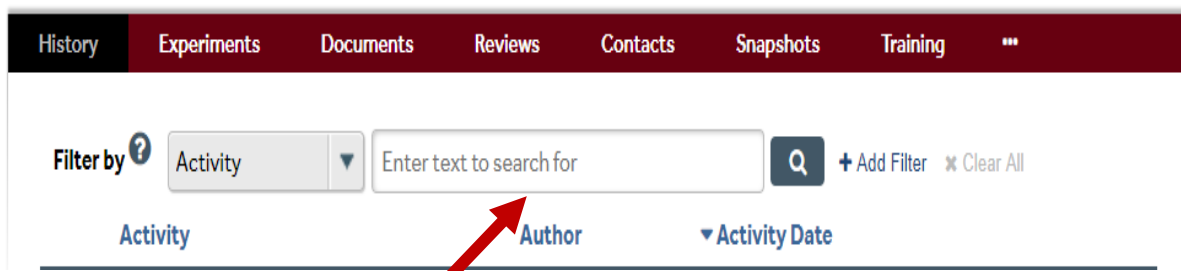 History Experiments Documents Reviews Contacts Snapshots Training •••
Filter by ? Activity ▼ Enter text to search for + Add Filter ✖ Clear All
Activity Author ▼Activity Date